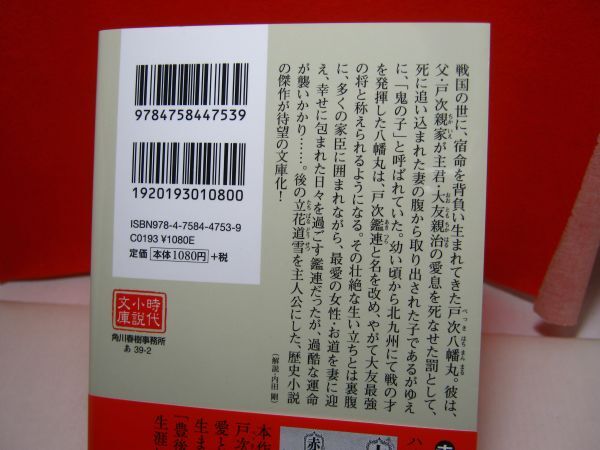 戦国の世に、宿命を背負い生まれてきた戸次八幡丸。彼は、
父・戸次親家が主君・大友親治の愛息を死なせた罰として、
死に追い込まれた妻の腹から取り出された子であるがゆえ
に、「鬼の子」と呼ばれていた。幼い頃から北九州にて戦の才
を発揮した八幡丸は、戸次鑑連と名を改め、やがて大友最強
の将と称えられるようになる。その壮絶な生い立ちとは裏腹
に、多くの家臣に囲まれながら、最愛の女性・お道を妻に迎
え、幸せに包まれた日々を過ごす鑑連だったが、過酷な運命
が襲いかかり……。後の立花道雪を主人公にした、歴史小説
の傑作が待望の文庫化!
(解説・内田 剛)
9784758447539
1920193010800
ISBN978-4-7584-4753-9
C0193 ¥1080E
定価 本体1080円 +税
時代
小説
文庫
角川春樹事務所
あ 39-2
ハ
赤
本作
戸次
愛と
生ま
「豊後
生涯